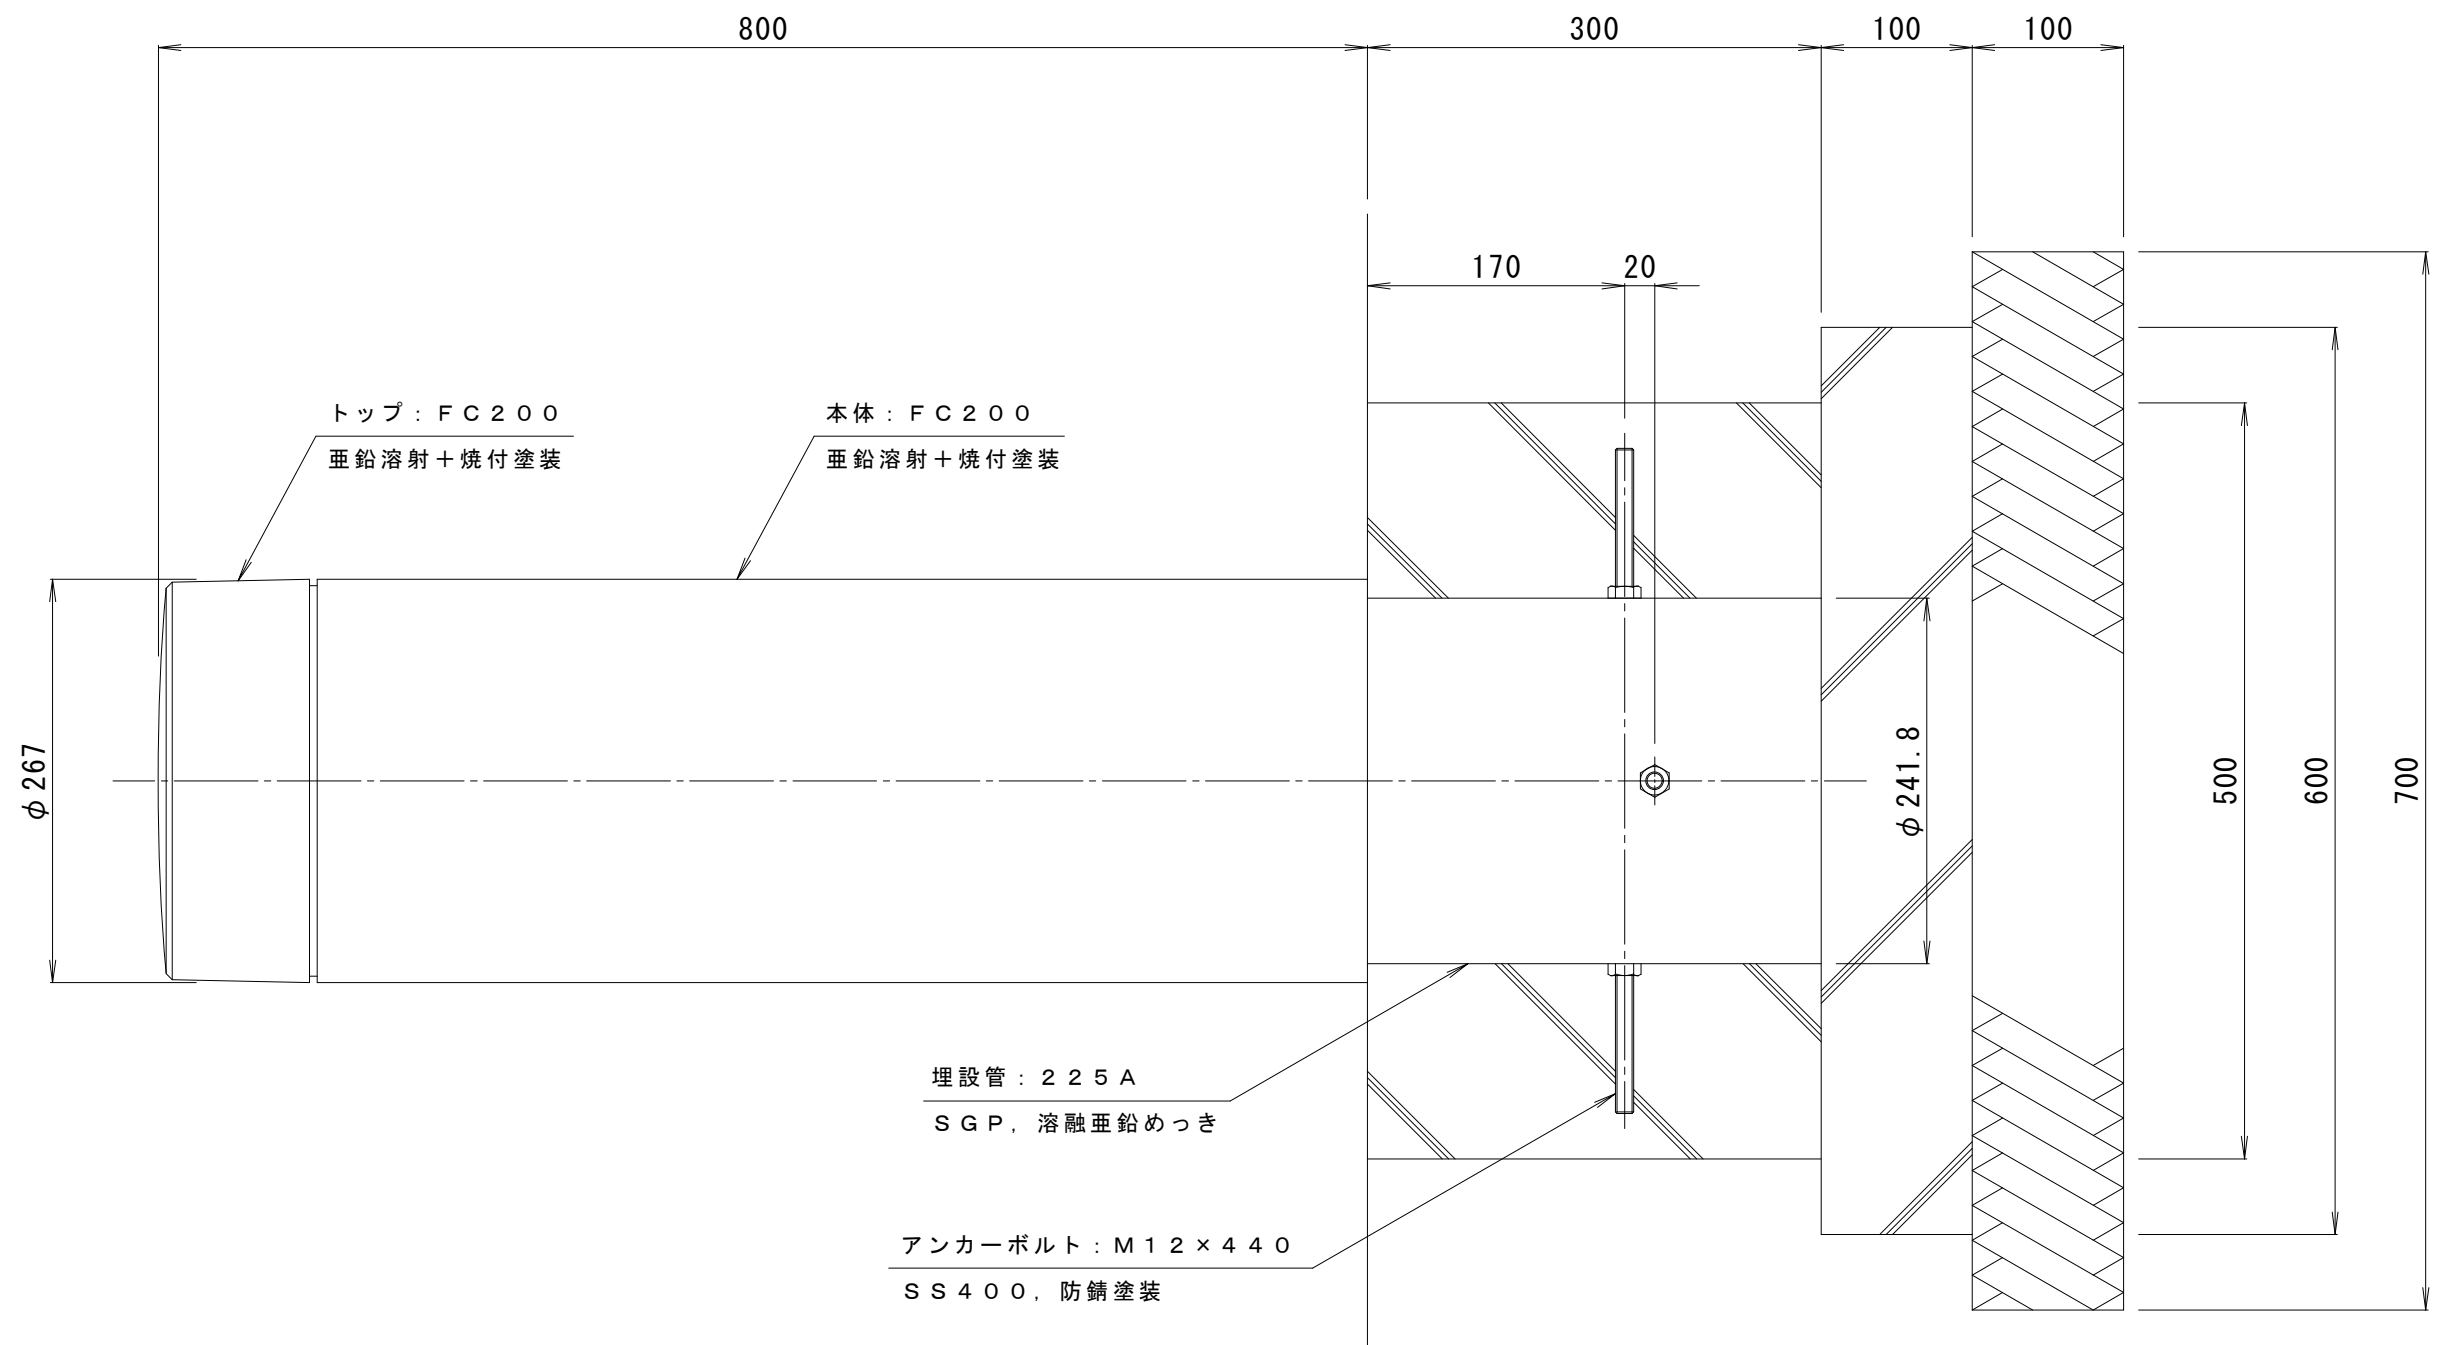 800
300
100
100
170
20
トップ：ＦＣ２００
亜鉛溶射＋焼付塗装
本体：ＦＣ２００
亜鉛溶射＋焼付塗装
φ267
φ241.8
500
600
700
埋設管：２２５Ａ
ＳＧＰ，溶融亜鉛めっき
アンカーボルト：Ｍ１２×４４０
ＳＳ４００，防錆塗装